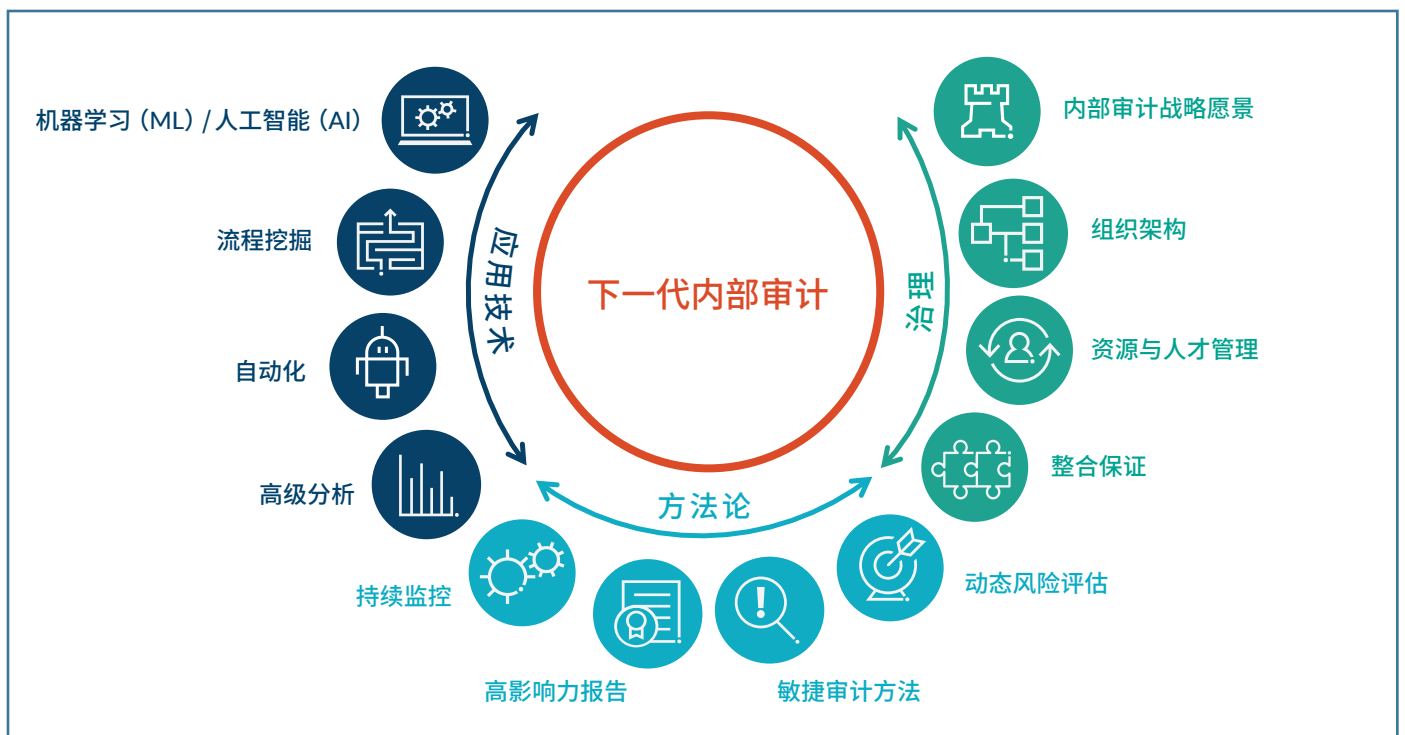 机器学习（ML）/人工智能（AI）
流程挖掘
自动化
高级分析
应用技术
下一代内部审计
治理
内部审计战略愿景
组织架构
资源与人才管理
整合保证
方法论
持续监控
高影响力报告
敏捷审计方法
动态风险评估